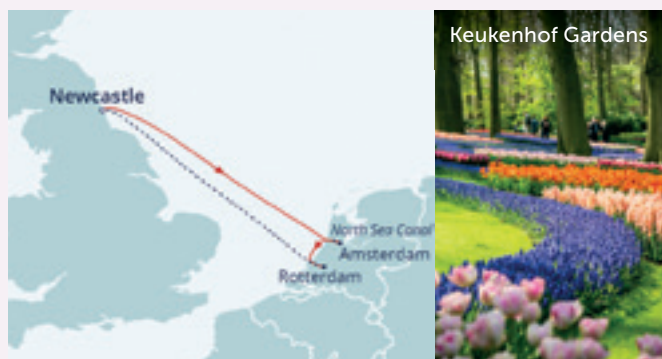 Newcastle
North Sea Canal
Amsterdam
Rotterdam
Keukenhof Gardens